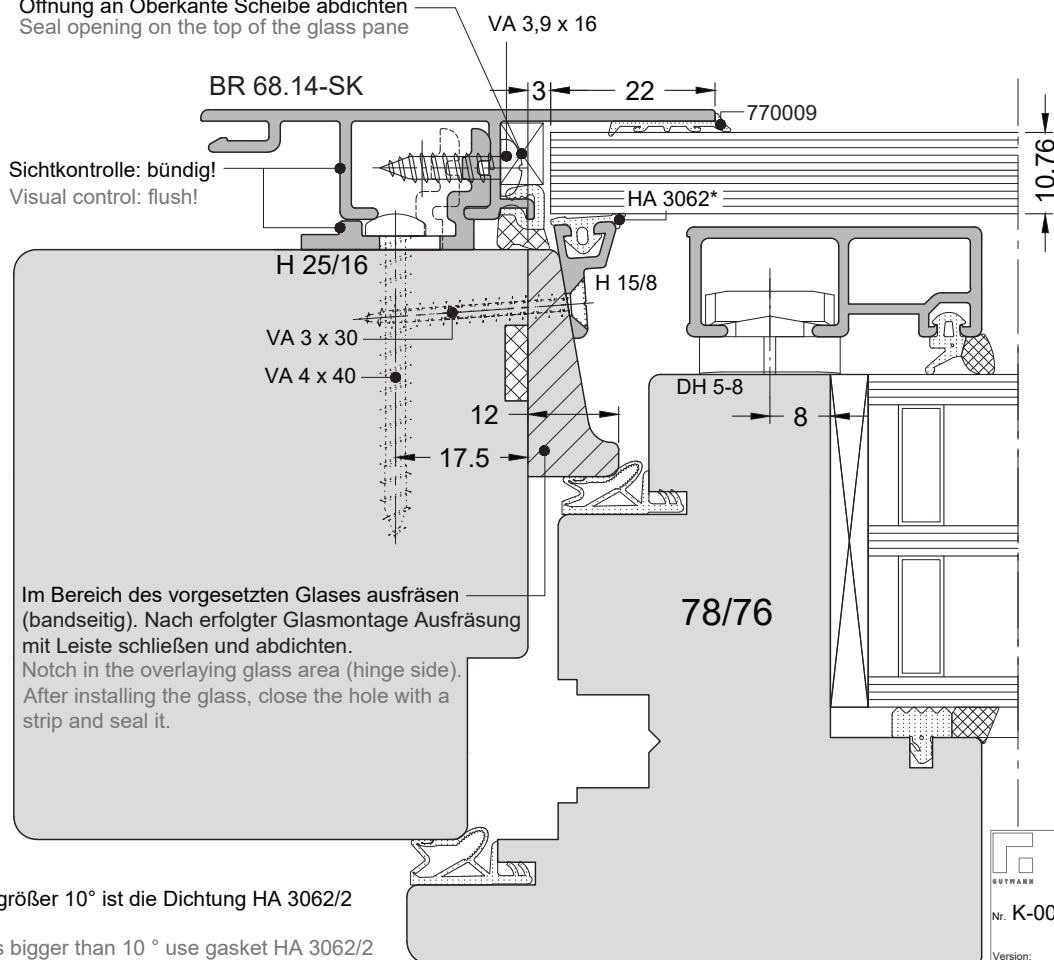 Öffnung an Oberkante Scheibe abdichten
Seal opening on the top of the glass pane
VA 3,9 x 16
BR 68.14-SK
3
22
770009
10.76
Sichtkontrolle: bündig!
Visual control: flush!
HA 3062*
H 25/16
H 15/8
VA 3 x 30
VA 4 x 40
DH 5-8
12
8
17.5
Im Bereich des vorgesetzten Glases ausfräsen
(bandseitig). Nach erfolgter Glasmontage Ausfräsung
mit Leiste schließen und abdichten.
Notch in the overlaying glass area (hinge side).
After installing the glass, close the hole with a
strip and seal it.
78/76
GUTMANN
größer 10° ist die Dichtung HA 3062/2
Nr. K-00
s bigger than 10 ° use gasket HA 3062/2
Version: